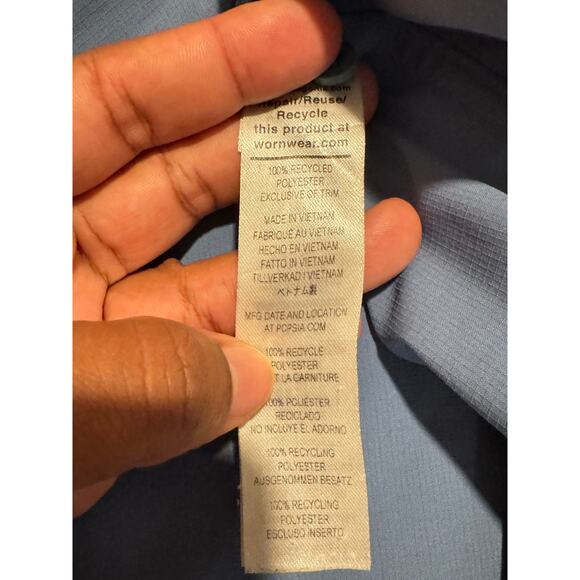 Repair/Reuse/
Recycle
this product at
wornwear.com
100% RECYCLED
POLYESTER
EXCLUSIVE OF TRIM
MADE IN VIETNAM
FABRIQUÉ AU VIETNAM
HECHO EN VIETNAM
FATTO IN VIETNAM
TILLVERKAD I VIETNAM
ベトナム製
MFG DATE AND LOCATION
AT PCPSIA.COM
100% RECYCLÉ
POLYESTER
LA GARNITURE
100% POLIÉSTER
RECICLADO
NO INCLUYE EL ADORNO
100% RECYCLING
POLYESTER
AUSGENOMMEN BESATZ
100% RECYCLING
POLYESTER
ESCLUSO INSERTO